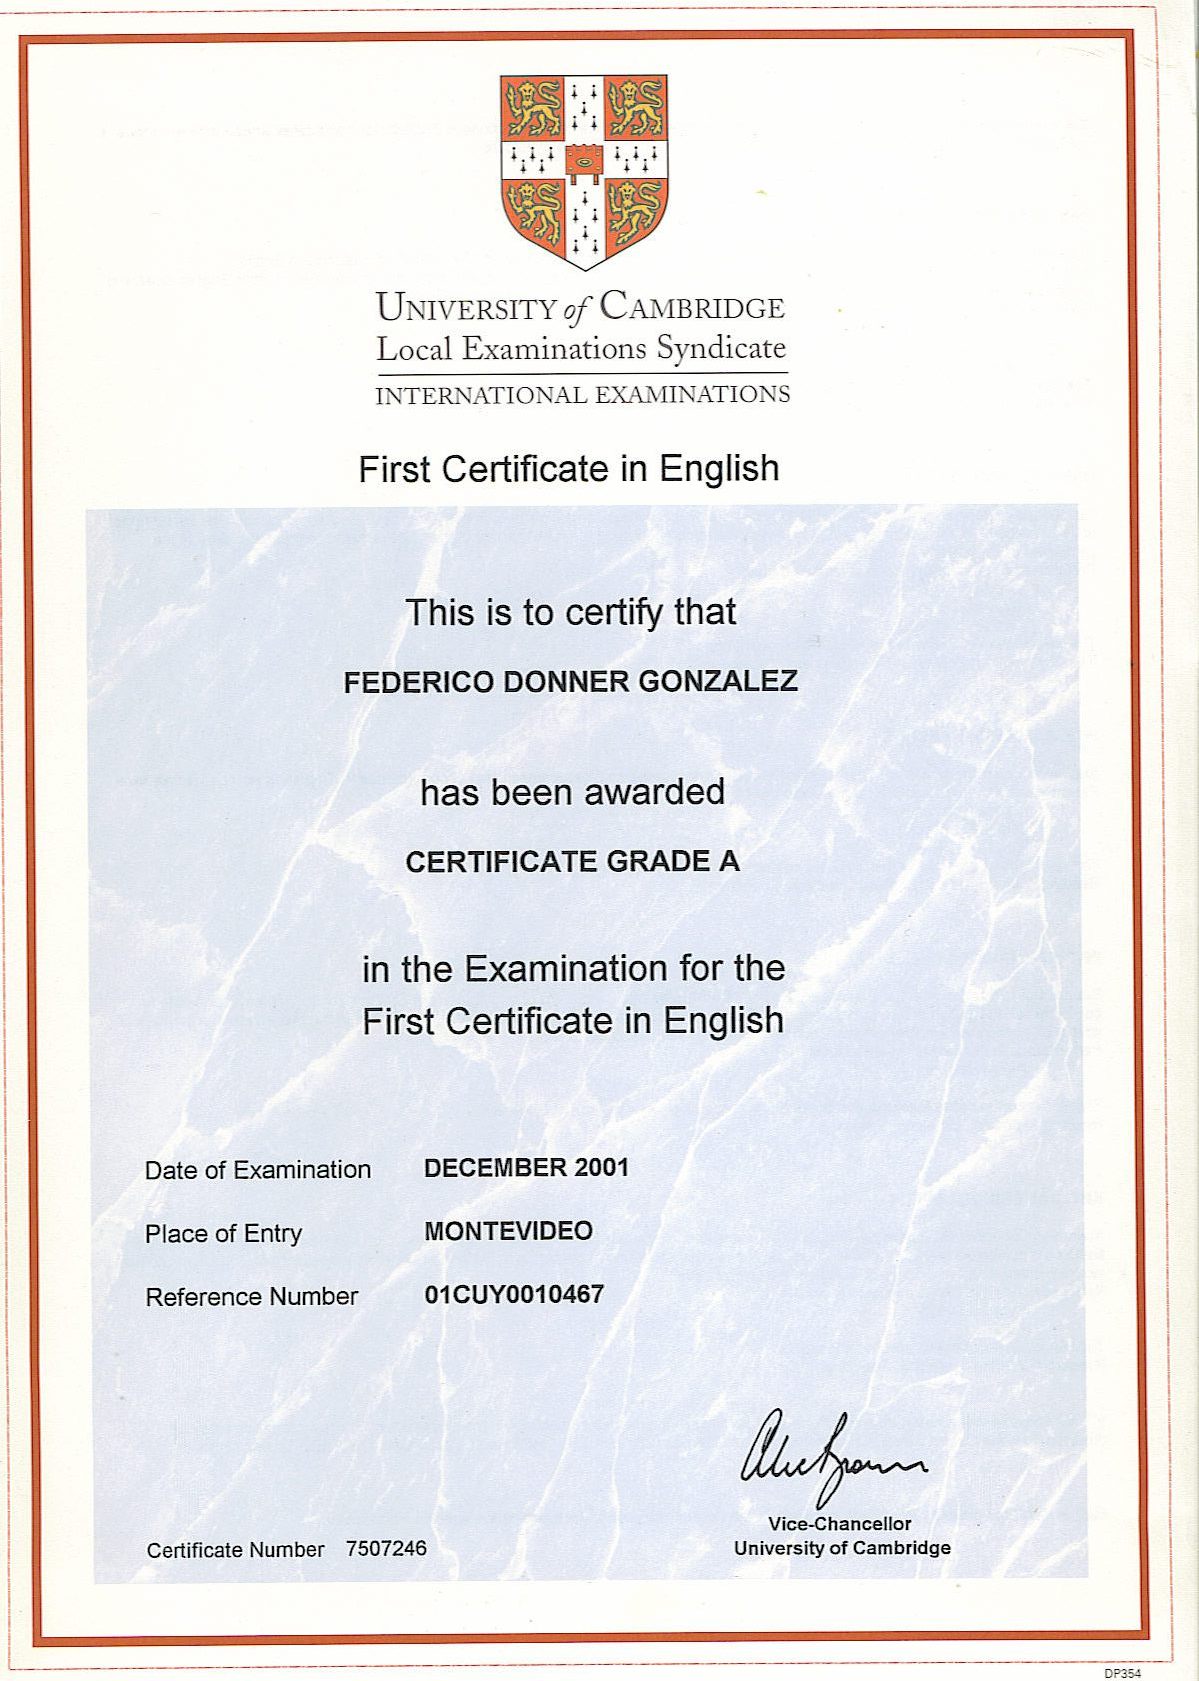 UNIVERSITY of CAMBRIDGE
Local Examinations Syndicate
INTERNATIONAL EXAMINATIONS
First Certificate in English
This is to certify that
FEDERICO DONNER GONZALEZ
has been awarded
CERTIFICATE GRADE A
in the Examination for the
First Certificate in English
Date of Examination DECEMBER 2001
Place of Entry MONTEVIDEO
Reference Number 01CUY0010467
Vice-Chancellor
University of Cambridge
Certificate Number 7507246
DP354